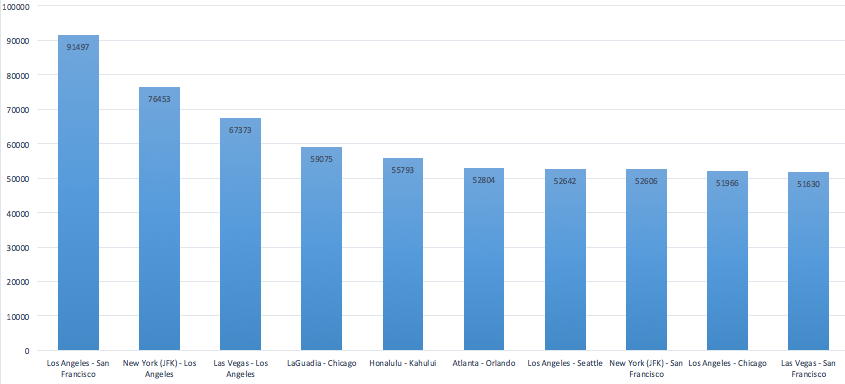 100000
90000
80000
70000
60000
50000
40000
30000
20000
10000
0
91497
76453
67373
59075
55793
52804
52642
52606
51966
51630
Los Angeles - San
Francisco
New York (JFK) - Los
Angeles
Las Vegas - Los
Angeles
LaGuadia - Chicago
Honalulu - Kahului
Atlanta - Orlando
Los Angeles - Seattle
New York (JFK) - San
Francisco
Los Angeles - Chicago
Las Vegas - San
Francisco